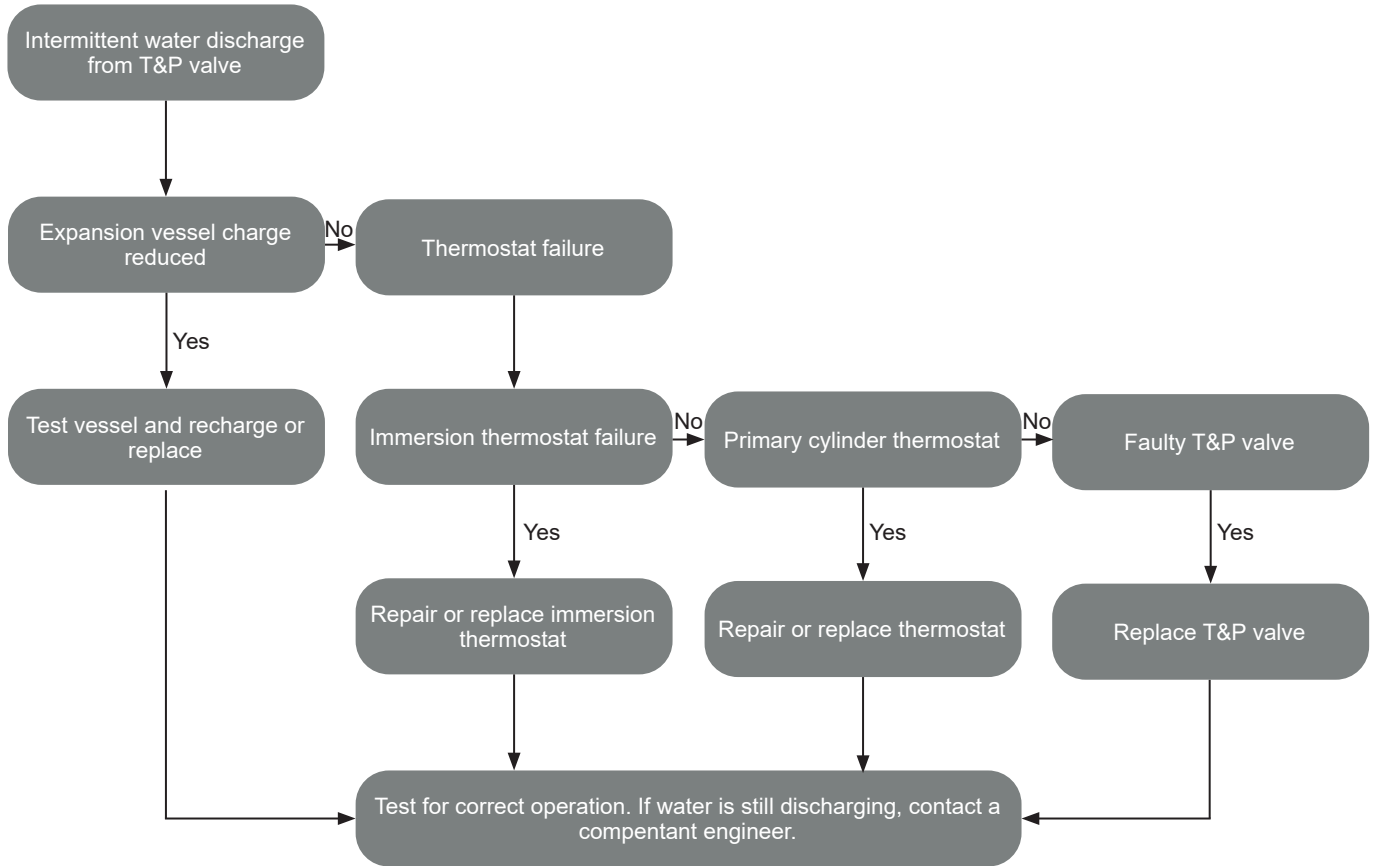 Intermittent water discharge
from T&P valve
Expansion vessel charge
reduced
No
Thermostat failure
Yes
Test vessel and recharge or
replace
Immersion thermostat failure
No
Primary cylinder thermostat
No
Faulty T&P valve
Yes
Yes
Yes
Repair or replace immersion
thermostat
Repair or replace thermostat
Replace T&P valve
Test for correct operation. If water is still discharging, contact a
compentant engineer.